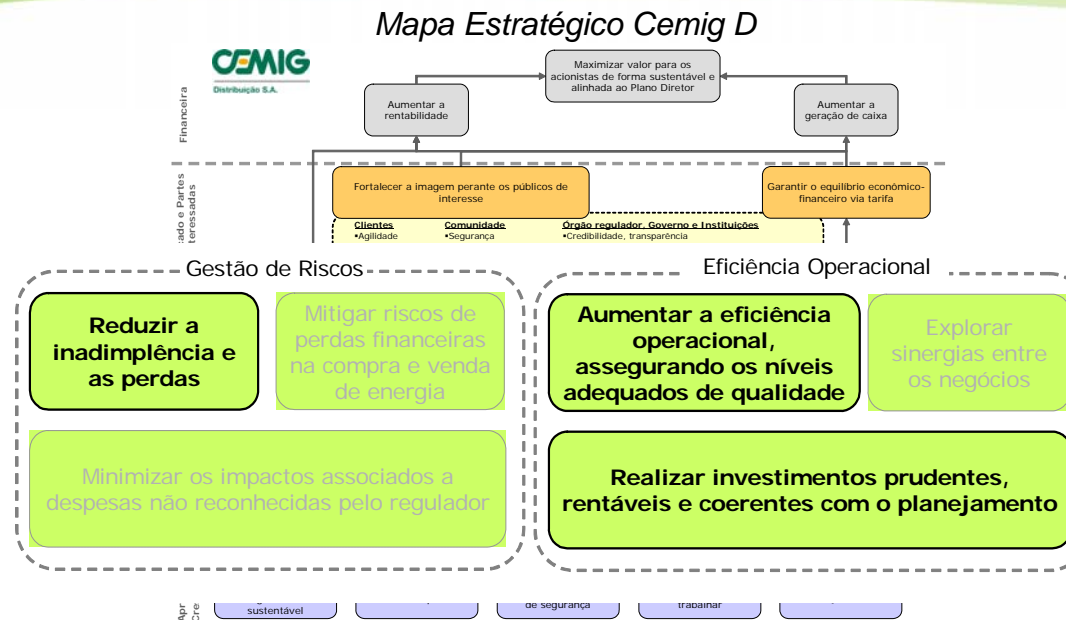 Mapa Estratégico Cemig D
CEMIG
Distribuição S.A.
Financeira
Maximizar valor para os
acionistas de forma sustentável e
alinhada ao Plano Diretor
Aumentar a
rentabilidade
Aumentar a
geração de caixa
Fortalecer a imagem perante os públicos de
interesse
Garantir o equilíbrio econômico-
financeiro via tarifa
Clientes
▪Agilidade
Comunidade
▪Segurança
Órgão regulador, Governo e Instituições
▪Credibilidade, transparência
Gestão de Riscos
Reduzir a
inadimplência e
as perdas
Mitigar riscos de
perdas financeiras
na compra e venda
de energia
Minimizar os impactos associados a
despesas não reconhecidas pelo regulador
Eficiência Operacional
Aumentar a eficiência
operacional,
assegurando os níveis
adequados de qualidade
Explorar
sinergias entre
os negócios
Realizar investimentos prudentes,
rentáveis e coerentes com o planejamento
sustentável
de segurança
trabalhar